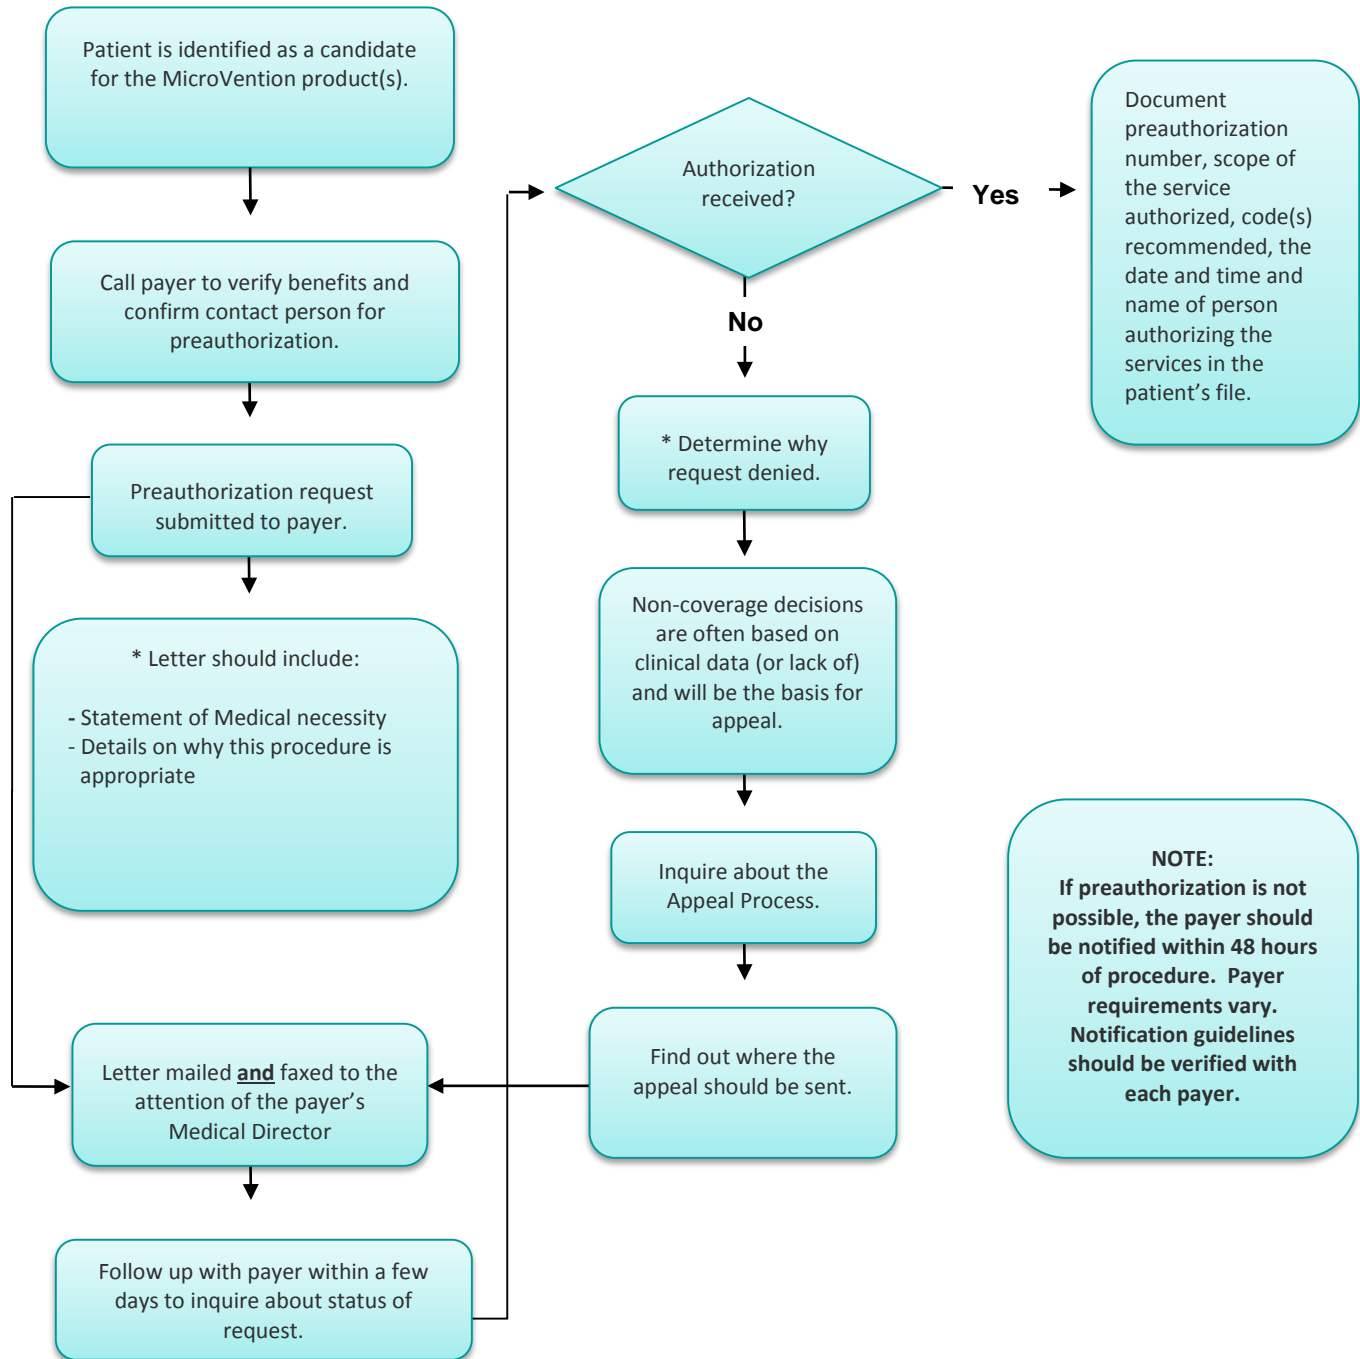 Patient is identified as a candidate
for the MicroVention product(s).
Call payer to verify benefits and
confirm contact person for
preauthorization.
Preauthorization request
submitted to payer.
* Letter should include:
- Statement of Medical necessity
- Details on why this procedure is
appropriate
Letter mailed and faxed to the
attention of the payer’s
Medical Director
Follow up with payer within a few
days to inquire about status of
request.
Authorization
received?
Yes
No
* Determine why
request denied.
Non-coverage decisions
are often based on
clinical data (or lack of)
and will be the basis for
appeal.
Inquire about the
Appeal Process.
Find out where the
appeal should be sent.
Document
preauthorization
number, scope of
the service
authorized, code(s)
recommended, the
date and time and
name of person
authorizing the
services in the
patient’s file.
NOTE:
If preauthorization is not
possible, the payer should
be notified within 48 hours
of procedure.  Payer
requirements vary.
Notification guidelines
should be verified with
each payer.